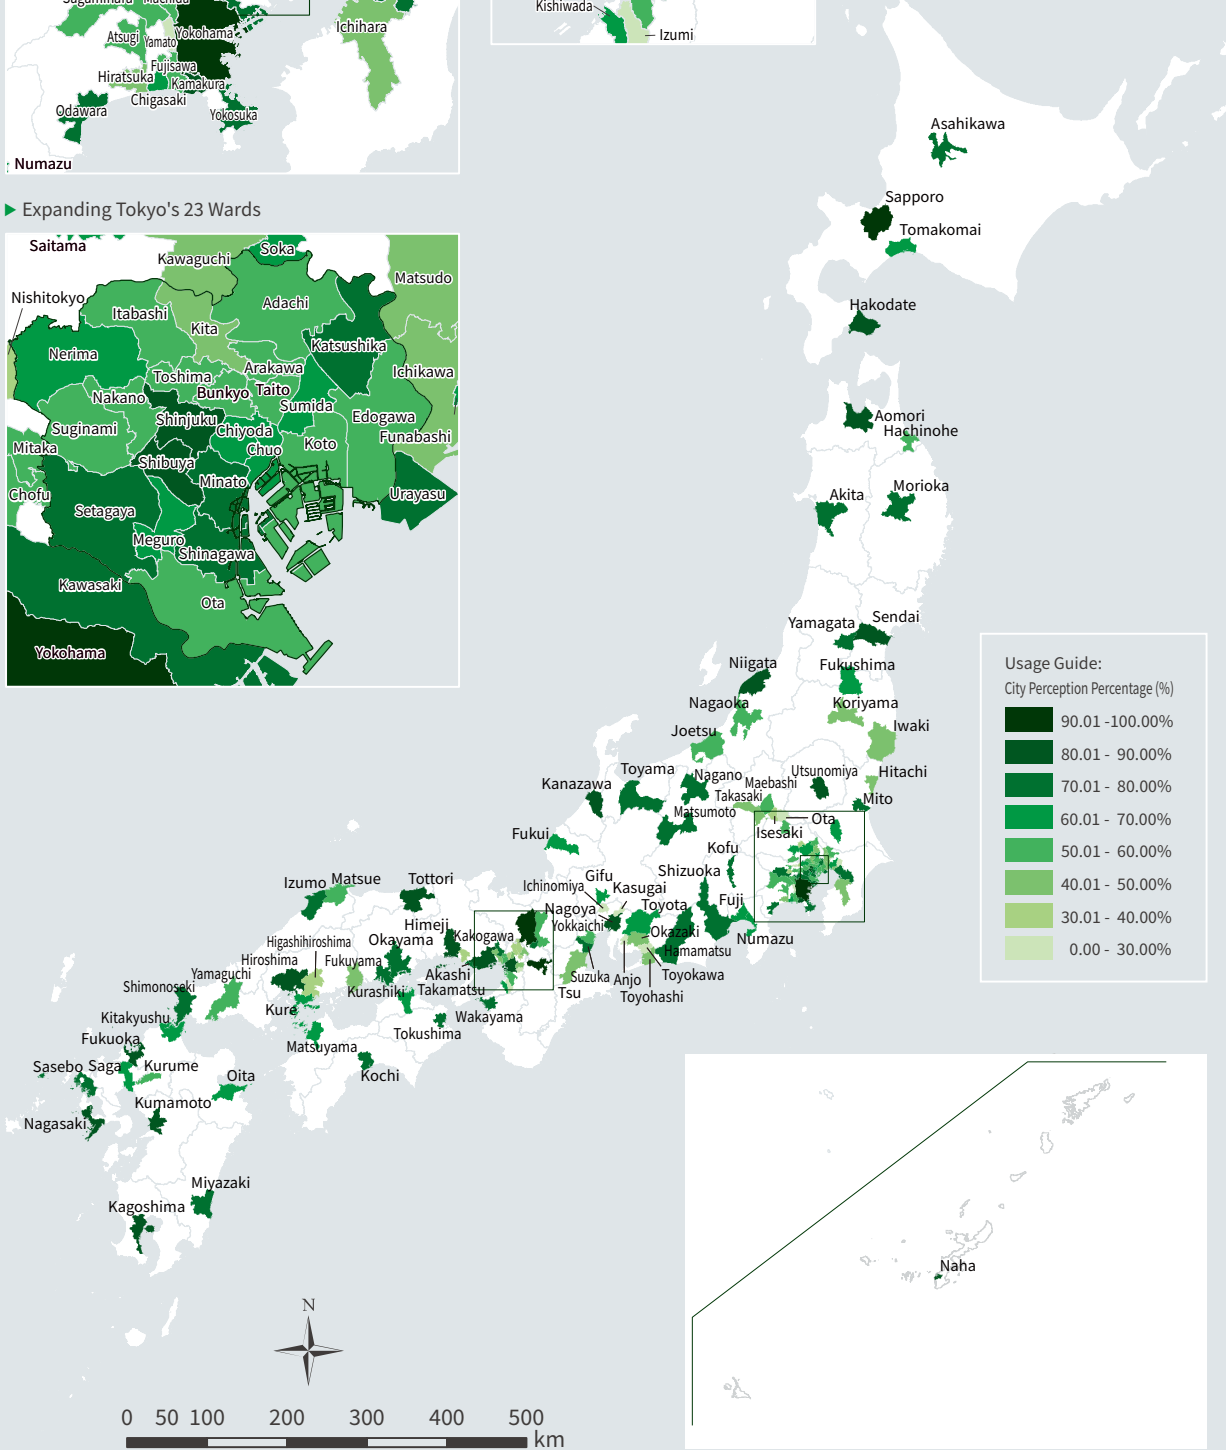 Sagamihara
Machida
Atsugi
Yamato
Yokohama
Fujisawa
Hiratsuka
Kamakura
Chigasaki
Odawara
Yokosuka
Numazu
Ichihara
Kishiwada
Izumi
Expanding Tokyo's 23 Wards
Saitama
Kawaguchi
Soka
Matsudo
Nishitokyo
Itabashi
Adachi
Kita
Katsushika
Nerima
Toshima
Arakawa
Ichikawa
Nakano
Bunkyo
Taito
Sumida
Shinjuku
Edogawa
Suginami
Chiyoda
Koto
Funabashi
Mitaka
Chuo
Shibuya
Minato
Chofu
Urayasu
Setagaya
Meguro
Shinagawa
Kawasaki
Ota
Yokohama
Asahikawa
Sapporo
Tomakomai
Hakodate
Aomori
Hachinohe
Akita
Morioka
Yamagata
Sendai
Niigata
Fukushima
Nagaoka
Koriyama
Joetsu
Iwaki
Toyama
Nagano
Maebashi
Utsunomiya
Hitachi
Kanazawa
Takasaki
Mito
Matsumoto
Ota
Isesaki
Fukui
Kofu
Shizuoka
Gifu
Ichinomiya
Kasugai
Izumo
Matsue
Tottori
Nagoya
Toyota
Fuji
Yokkaichi
Okazaki
Numazu
Himeji
Kakogawa
Higashihiroshima
Okayama
Hamamatsu
Hiroshima
Fukuyama
Yamaguchi
Akashi
Suzuka
Anjo
Toyokawa
Shimonoseki
Kurashiki
Takamatsu
Tsu
Toyohashi
Kitakyushu
Kure
Wakayama
Fukuoka
Tokushima
Matsuyama
Sasebo
Saga
Kurume
Oita
Kochi
Kumamoto
Nagasaki
Miyazaki
Kagoshima
Naha
Usage Guide:
City Perception Percentage (%)
90.01 -100.00%
80.01 - 90.00%
70.01 - 80.00%
60.01 - 70.00%
50.01 - 60.00%
40.01 - 50.00%
30.01 - 40.00%
0.00 - 30.00%
N
0 50 100 200 300 400 500 km